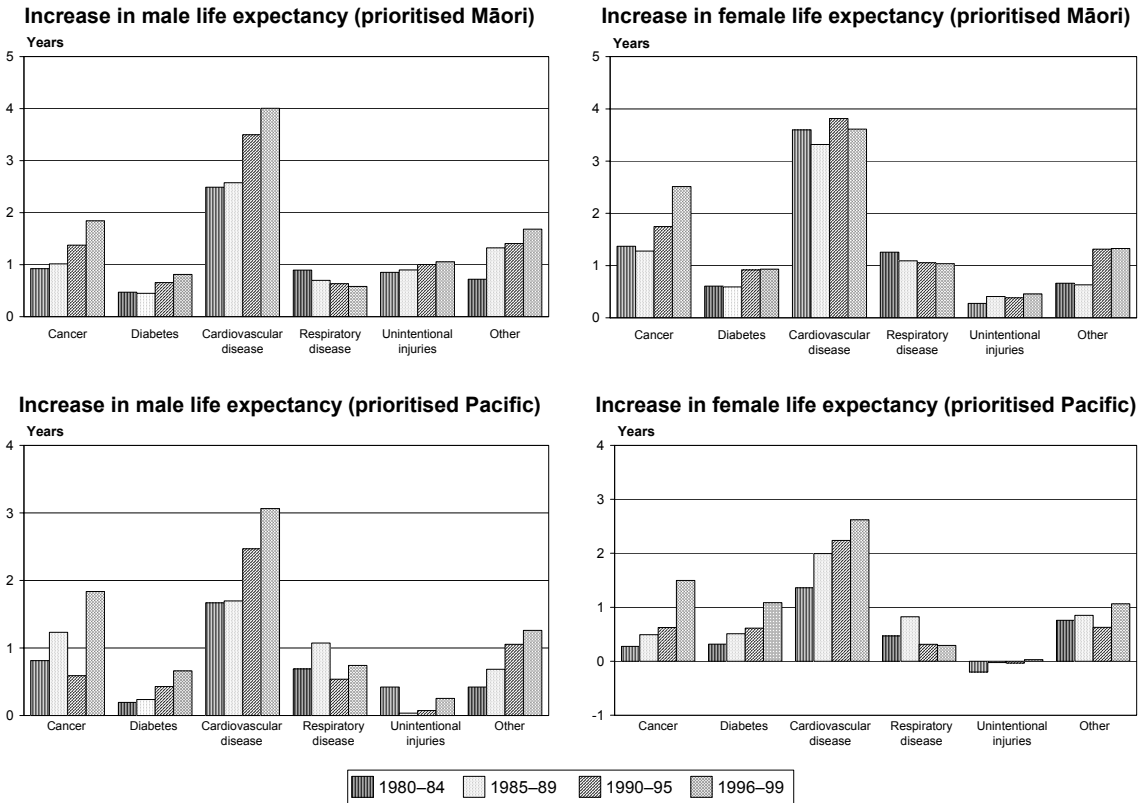 Increase in male life expectancy (prioritised Māori)
Years
5
4
3
2
1
0
Cancer
Diabetes
Cardiovascular
disease
Respiratory
disease
Unintentional
injuries
Other
Increase in female life expectancy (prioritised Māori)
Years
5
4
3
2
1
0
Cancer
Diabetes
Cardiovascular
disease
Respiratory
disease
Unintentional
injuries
Other
Increase in male life expectancy (prioritised Pacific)
Years
4
3
2
1
0
Cancer
Diabetes
Cardiovascular
disease
Respiratory
disease
Unintentional
injuries
Other
Increase in female life expectancy (prioritised Pacific)
Years
4
3
2
1
0
-1
Cancer
Diabetes
Cardiovascular
disease
Respiratory
disease
Unintentional
injuries
Other
1980–84 1985–89 1990–95 1996–99